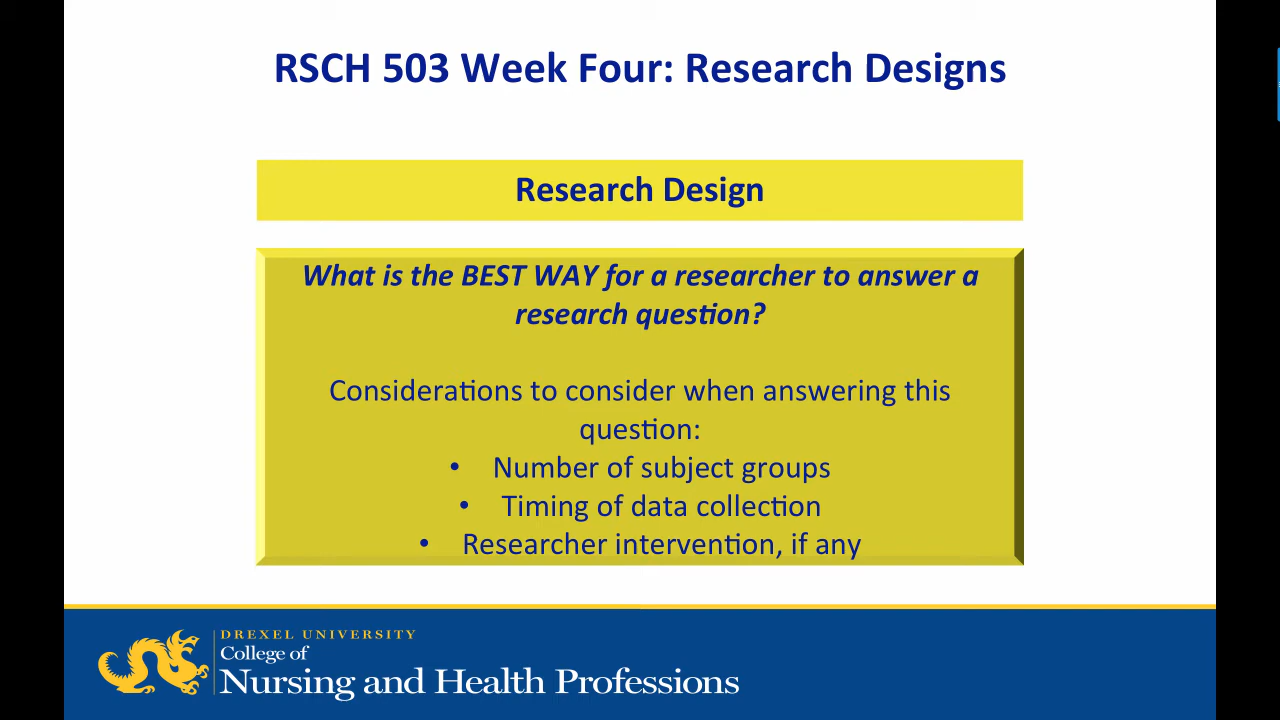 RSCH 503 Week Four: Research Designs
Research Design
What is the BEST WAY for a researcher to answer a
research question?
Considerations to consider when answering this
question:
• Number of subject groups
• Timing of data collection
• Researcher intervention, if any
DREXEL UNIVERSITY
College of
Nursing and Health Professions